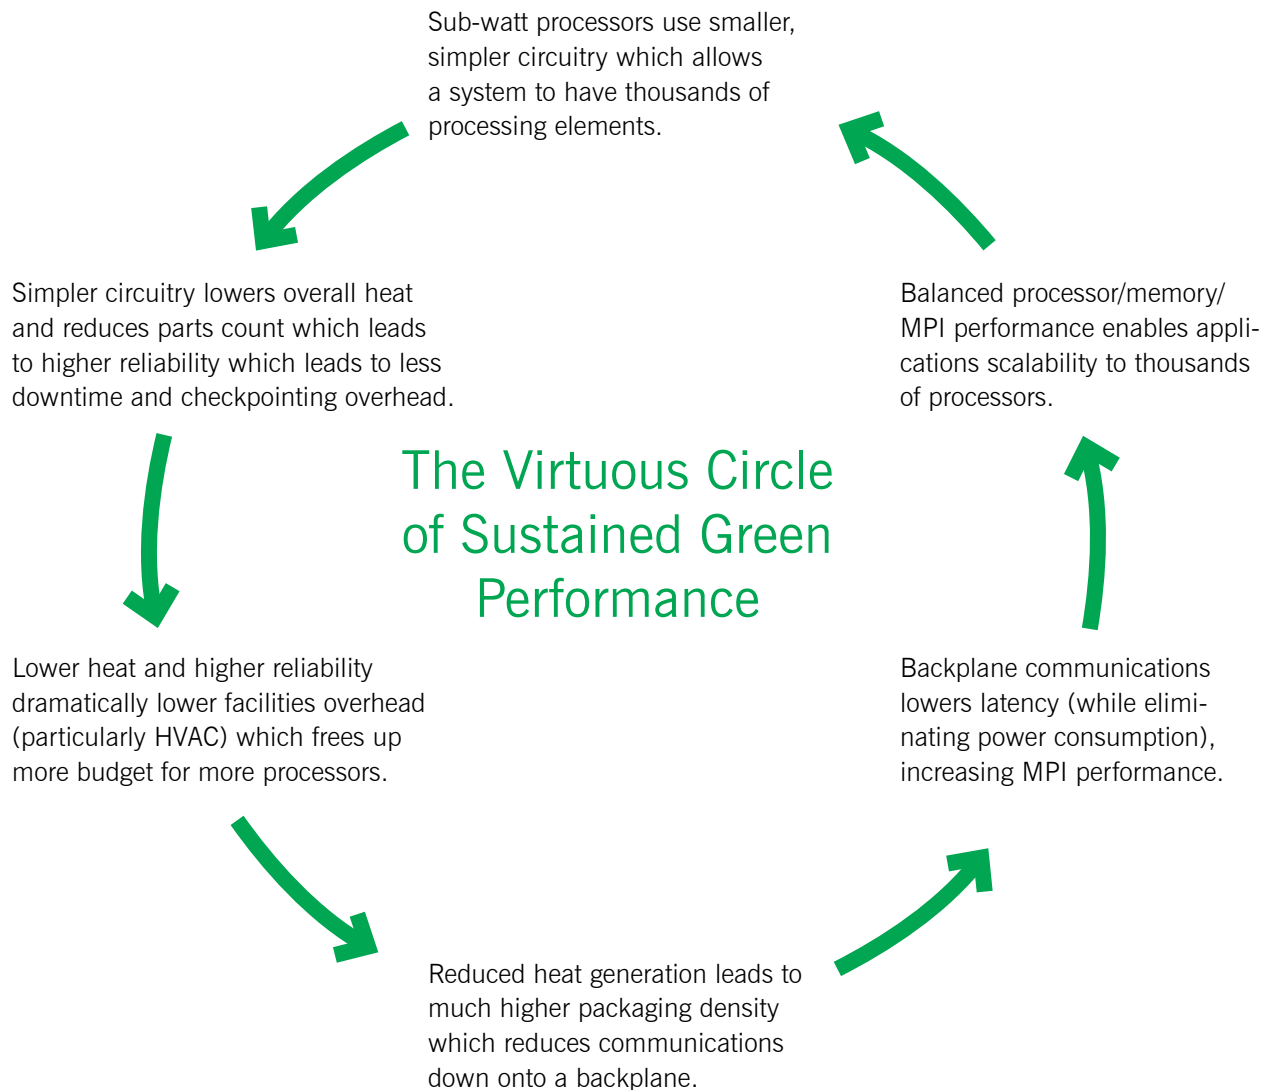 Sub-watt processors use smaller,
simpler circuitry which allows
a system to have thousands of
processing elements.
Simpler circuitry lowers overall heat
and reduces parts count which leads
to higher reliability which leads to less
downtime and checkpointing overhead.
Lower heat and higher reliability
dramatically lower facilities overhead
(particularly HVAC) which frees up
more budget for more processors.
Reduced heat generation leads to
much higher packaging density
which reduces communications
down onto a backplane.
Backplane communications
lowers latency (while elimi-
nating power consumption),
increasing MPI performance.
Balanced processor/memory/
MPI performance enables appli-
cations scalability to thousands
of processors.
The Virtuous Circle
of Sustained Green
Performance